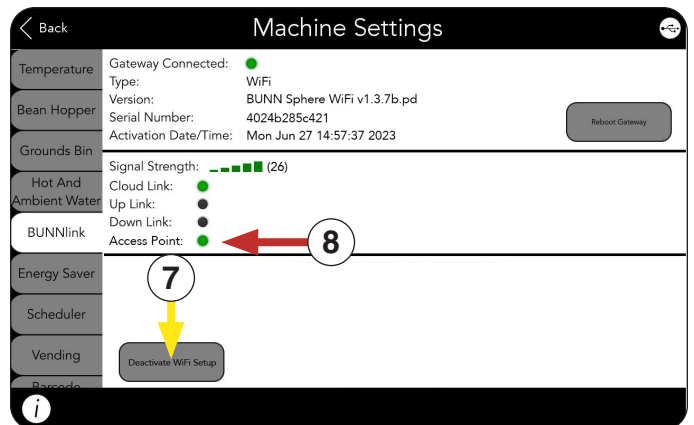 Back
Machine Settings
Temperature
Bean Hopper
Grounds Bin
Hot And
Ambient Water
BUNNlink
Energy Saver
Scheduler
Vending
Barcode
Gateway Connected:
Type: WiFi
Version: BUNN Sphere WiFi v1.3.7b.pd
Serial Number: 4024b285c421
Activation Date/Time: Mon Jun 27 14:57:37 2023
Reboot Gateway
Signal Strength: (26)
Cloud Link:
Up Link:
Down Link:
Access Point:
8
7
Deactivate WiFi Setup
i